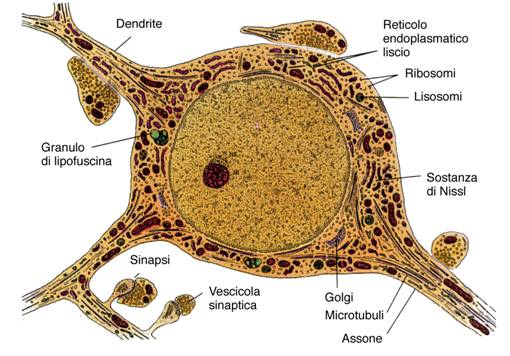 Dendrite
Reticolo
endoplasmatico
liscio
Ribosomi
Lisosomi
Granulo
di lipofuscina
Sostanza
di Nissl
Sinapsi
Vescicola
sinaptica
Golgi
Microtubuli
Assone